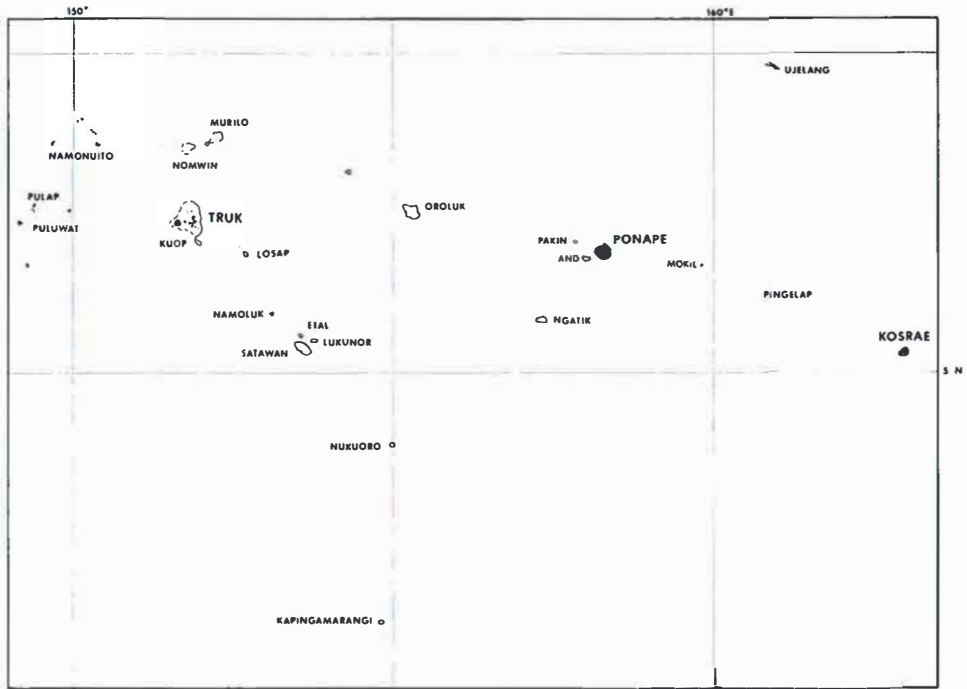 150°
160°E
UJELANG
MURILO
NAMONUITO
NOMWIN
PULAP
OROLUK
TRUK
PULUWAT
PAKIN
PONAPE
KUOP
LOSAP
AND
MOKIL
PINGELAP
NAMOLUK
NGATIK
ETAL
LUKUNOR
KOSRAE
SATAWAN
5 N
NUKUORO
KAPINGAMARANGI